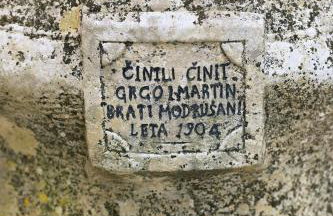 ČINILI ČINIT
GRGO I MARTIN
BRATI MODRUŠANI
LETA 1904